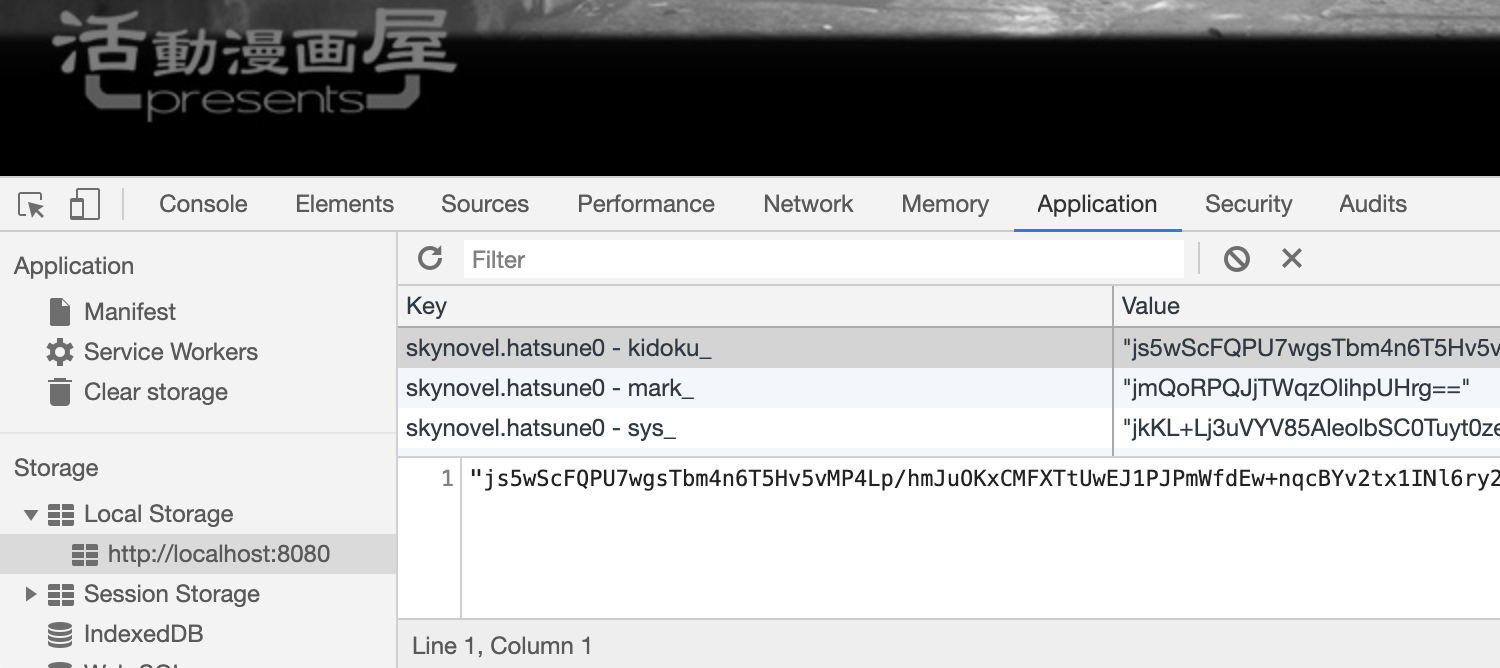 活動漫画屋
presents
Console Elements Sources Performance Network Memory Application Security Audits
Application
Filter
Manifest
Service Workers
Clear storage
Key Value
skynovel.hatsune0 - kidoku_ "js5wScFQPU7wgsTbm4n6T5Hv5v
skynovel.hatsune0 - mark_ "jmQoRPQJjTWqzOlihpUHrg=="
skynovel.hatsune0 - sys_ "jkKL+Lj3uVYV85AleolbSC0Tuyt0ze
Storage
1 "js5wScFQPU7wgsTbm4n6T5Hv5vMP4Lp/hmJuOKxCMFXTtUwEJ1PJPmWfdEw+nqcBYv2tx1INl6ry2
Local Storage
http://localhost:8080
Session Storage
IndexedDB
Line 1, Column 1